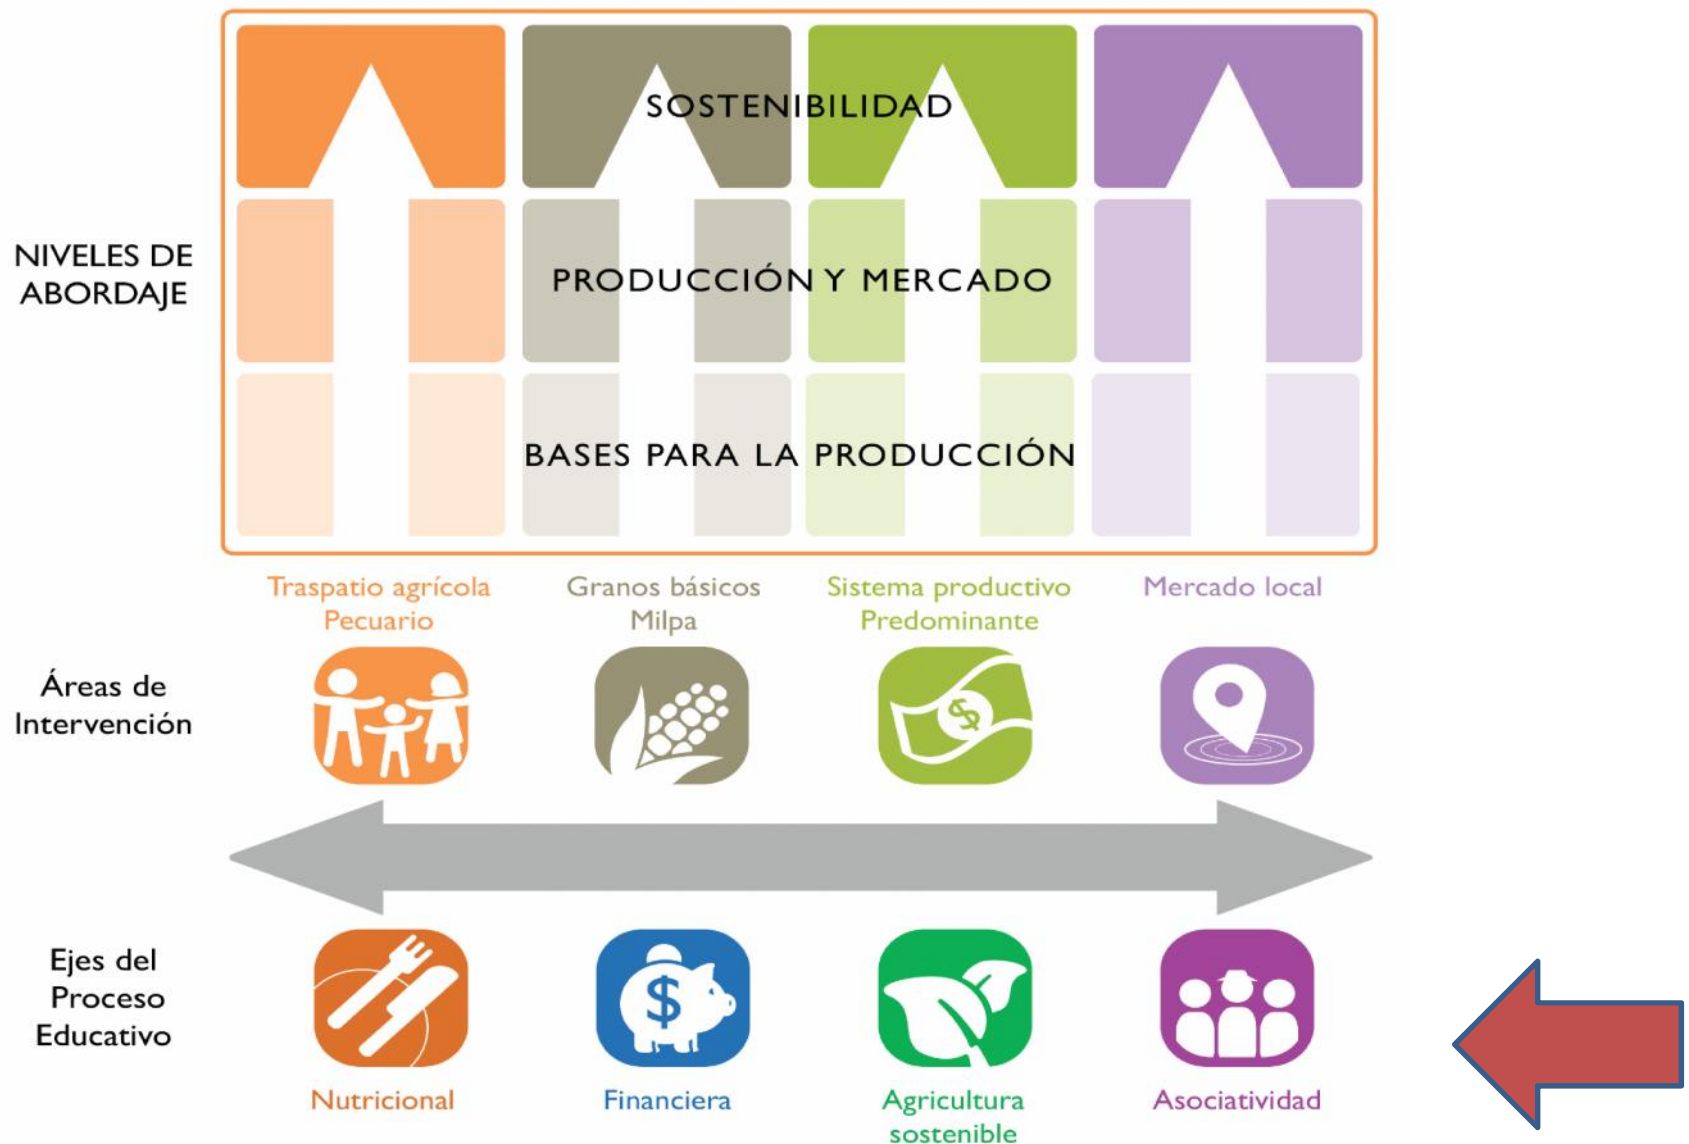 SOSTENIBILIDAD
NIVELES DE
ABORDAJE
PRODUCCIÓN Y MERCADO
BASES PARA LA PRODUCCIÓN
Traspatio agrícola
Pecuario
Granos básicos
Milpa
Sistema productivo
Predominante
Mercado local
Áreas de
Intervención
$
Ejes del
Proceso
Educativo
$
Nutricional
Financiera
Agricultura
sostenible
Asociatividad